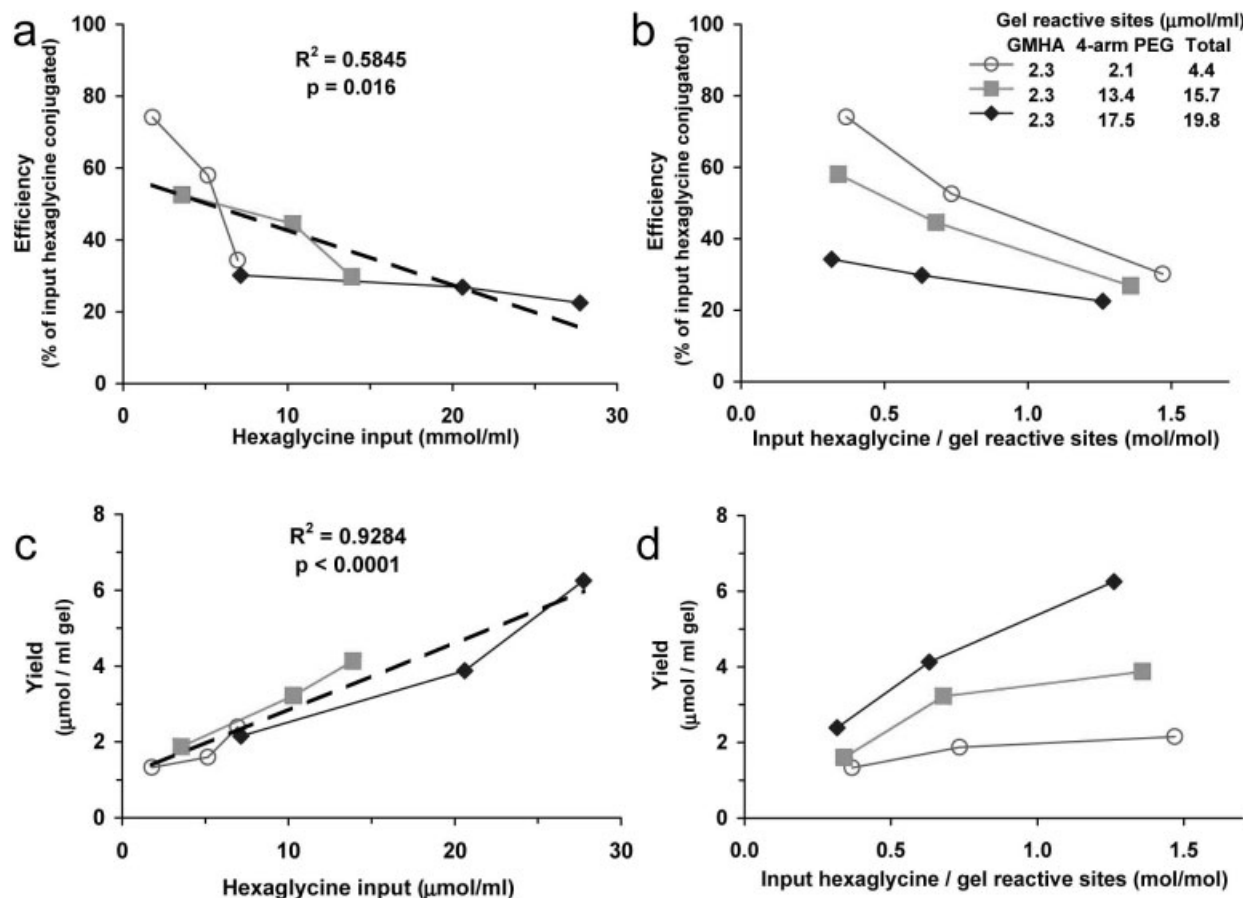 a
100
80
60
40
20
0
Efficiency
(% of input hexaglycine conjugated)
R² = 0.5845
p = 0.016
0 10 20 30
Hexaglycine input (mmol/ml)
b
100
80
60
40
20
0
Efficiency
(% of input hexaglycine conjugated)
Gel reactive sites (μmol/ml)
GMHA 4-arm PEG Total
2.3 2.1 4.4
2.3 13.4 15.7
2.3 17.5 19.8
0.0 0.5 1.0 1.5
Input hexaglycine / gel reactive sites (mol/mol)
c
8
6
4
2
0
Yield
(μmol / ml gel)
R² = 0.9284
p < 0.0001
0 10 20 30
Hexaglycine input (μmol/ml)
d
8
6
4
2
0
Yield
(μmol / ml gel)
0.0 0.5 1.0 1.5
Input hexaglycine / gel reactive sites (mol/mol)